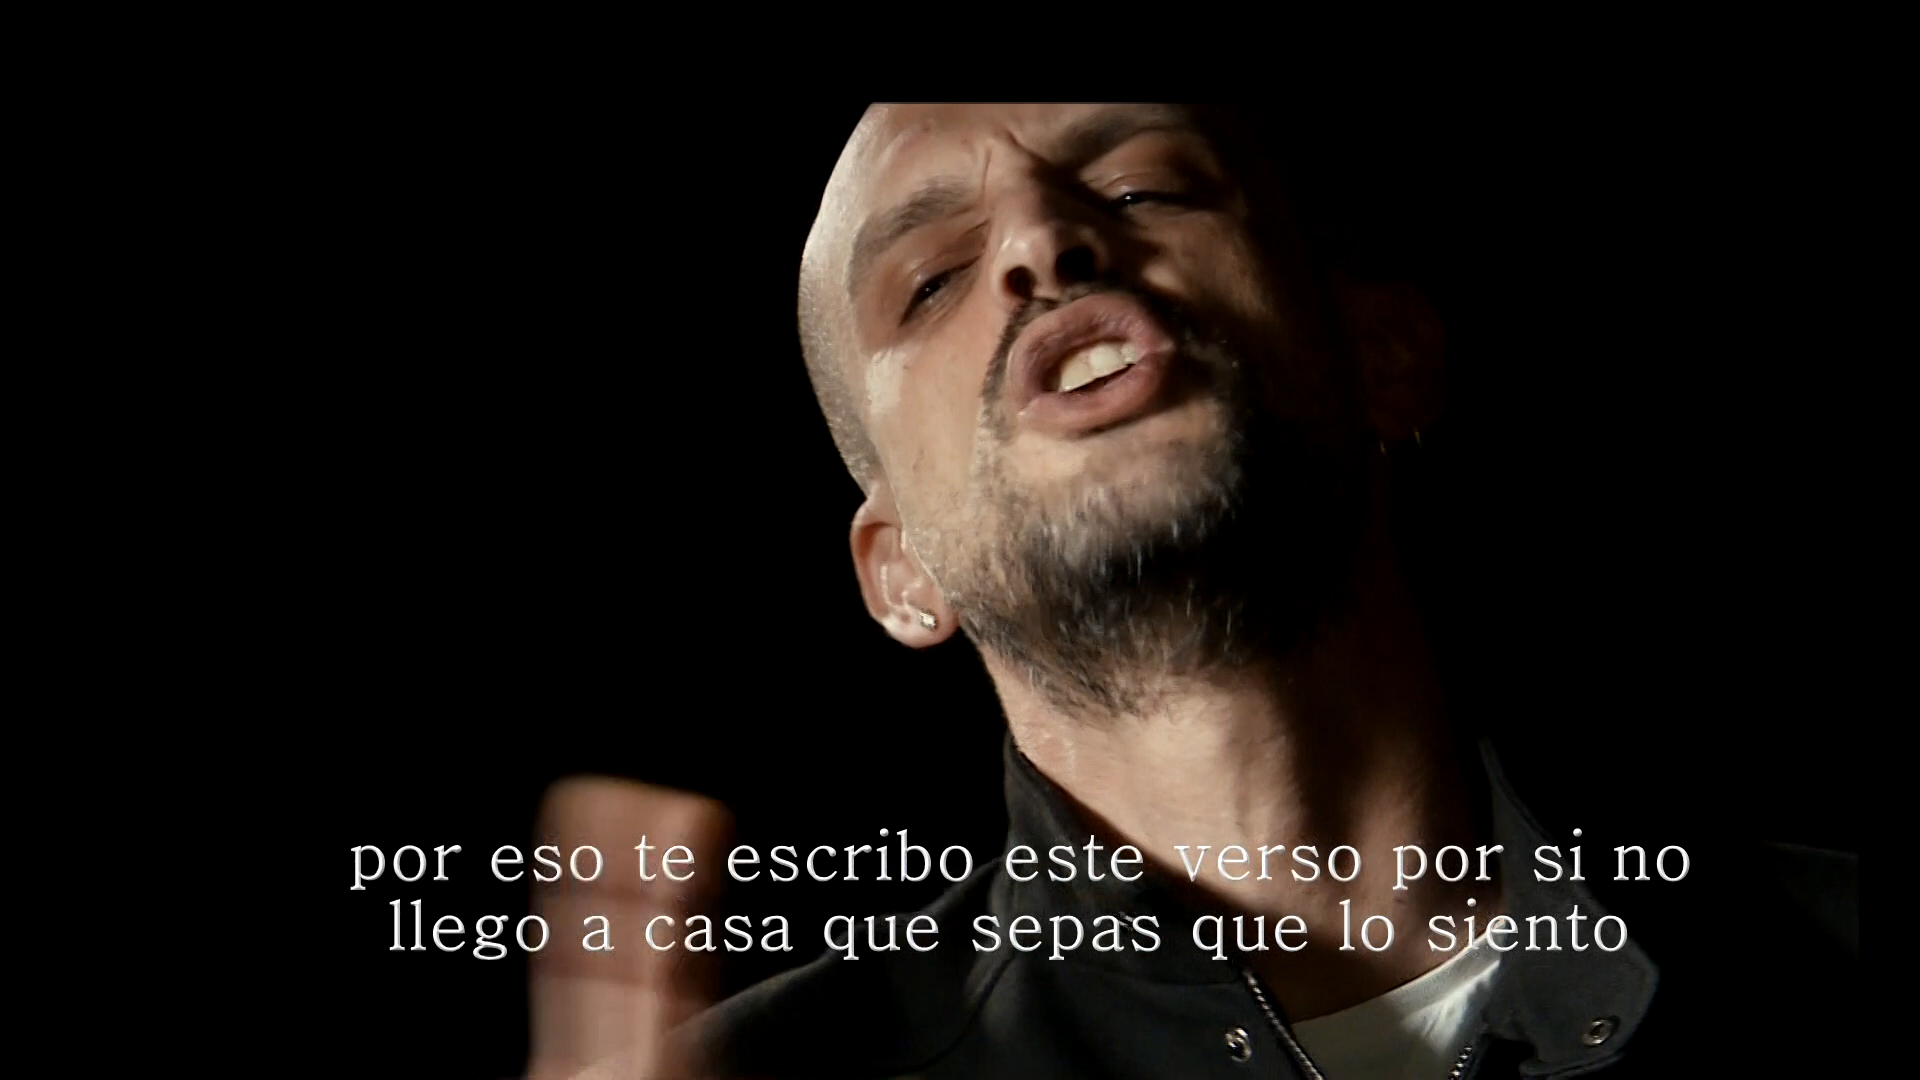 por eso te escribo este verso por si no
llego a casa que sepas que lo siento